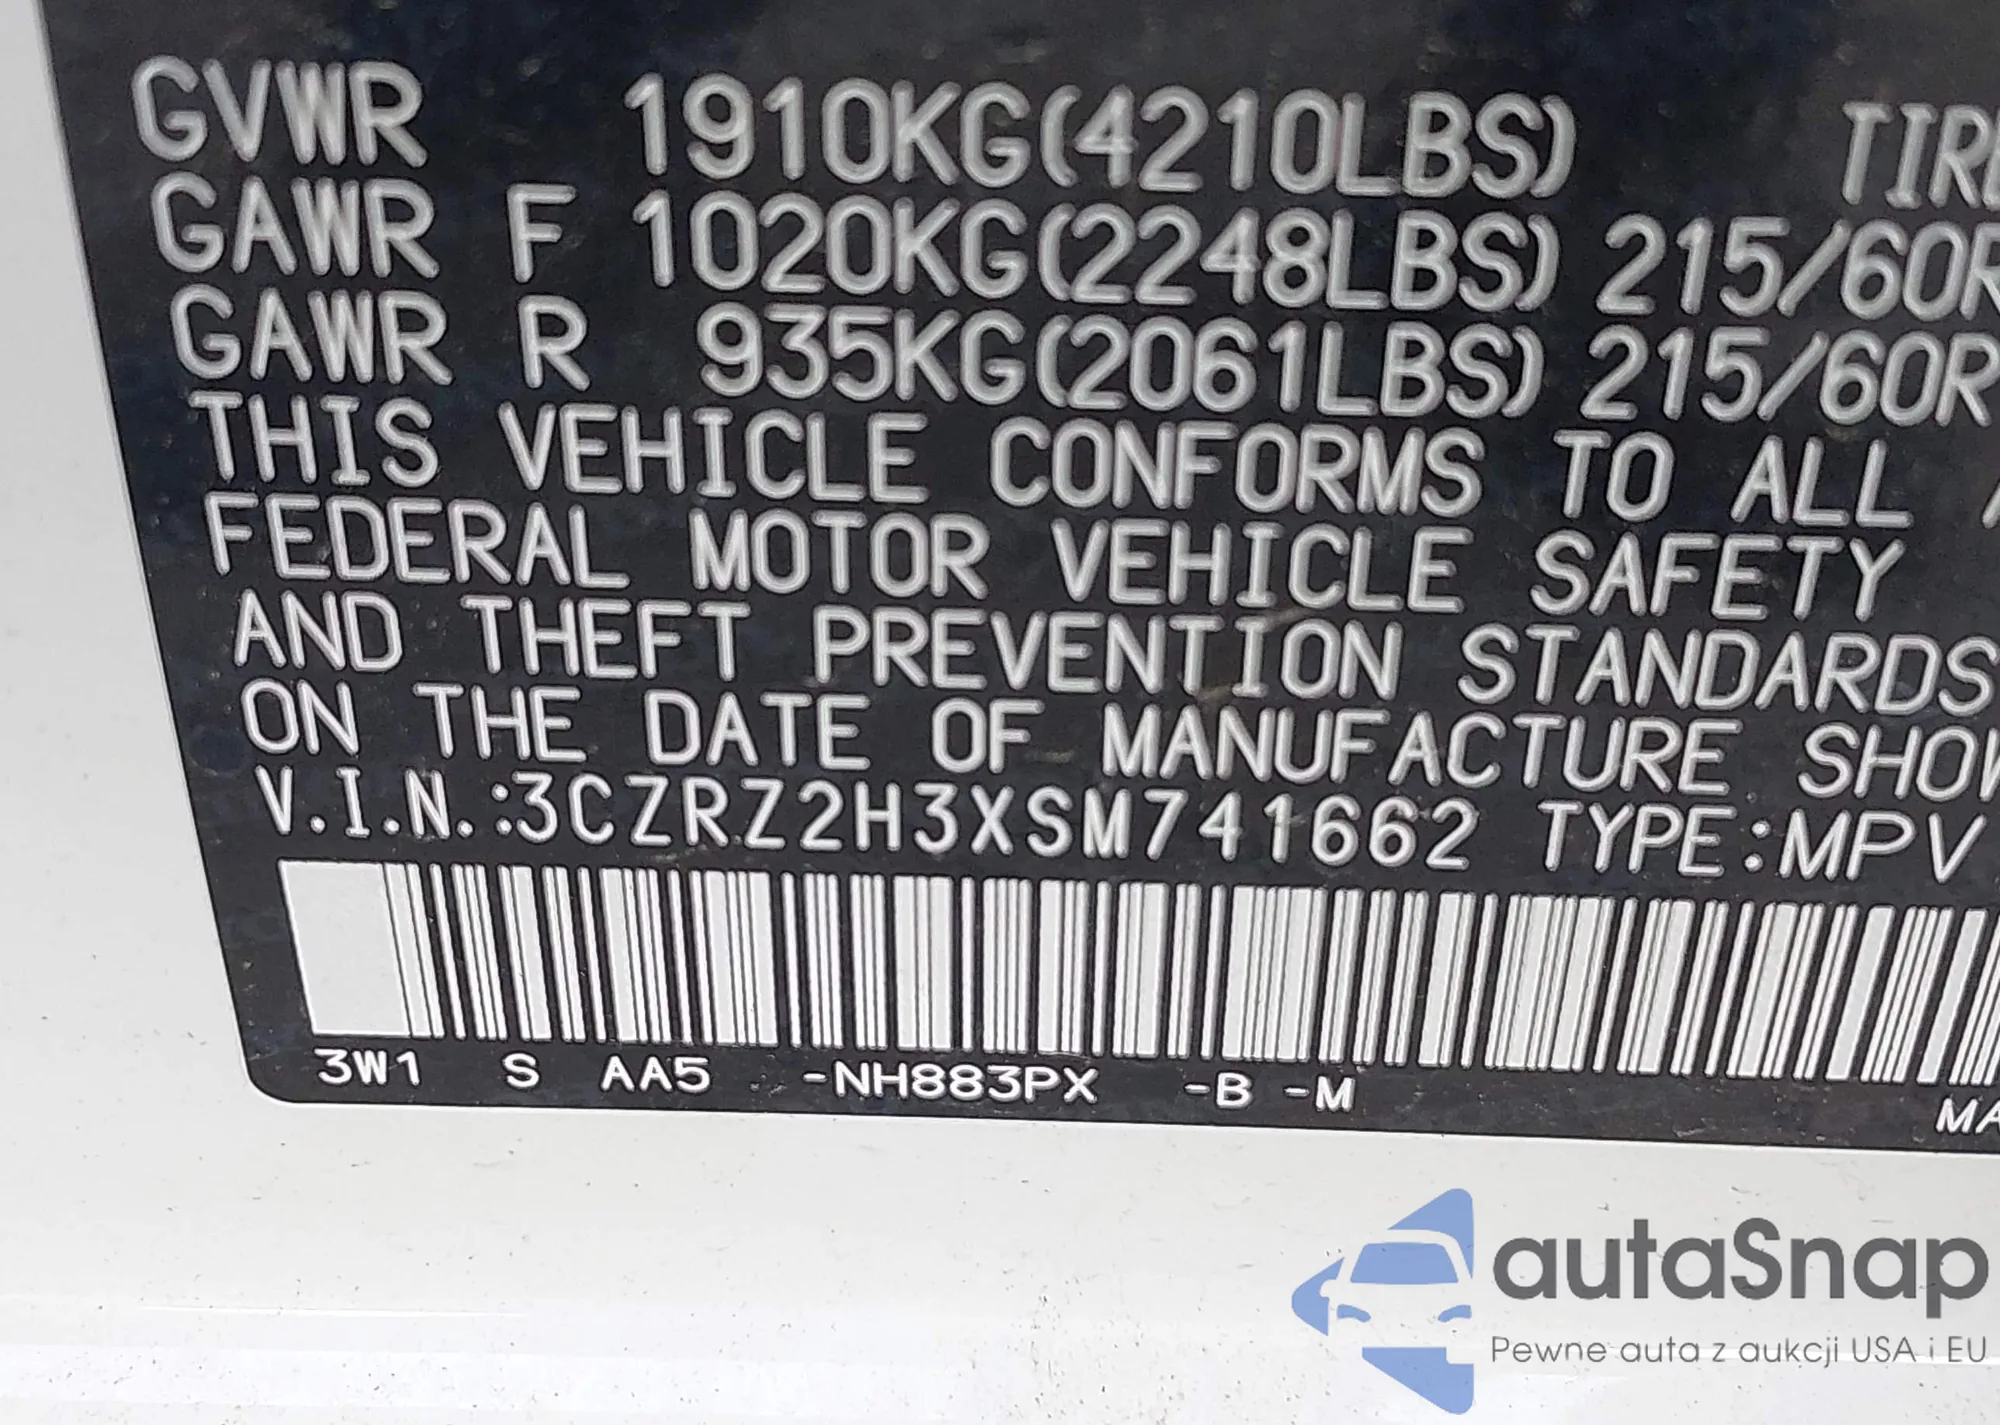 GVWR 1910KG(4210LBS) TIRE
GAWR F 1020KG(2248LBS) 215/60R
GAWR R 935KG(2061LBS) 215/60R
THIS VEHICLE CONFORMS TO ALL
FEDERAL MOTOR VEHICLE SAFETY
AND THEFT PREVENTION STANDARDS
ON THE DATE OF MANUFACTURE SHOW
V.I.N.:3CZRZ2H3XSM741662 TYPE:MPV
3W1 S AA5 -NH883PX -B -M
MA
autaSnap
Pewne auta z aukcji USA i EU